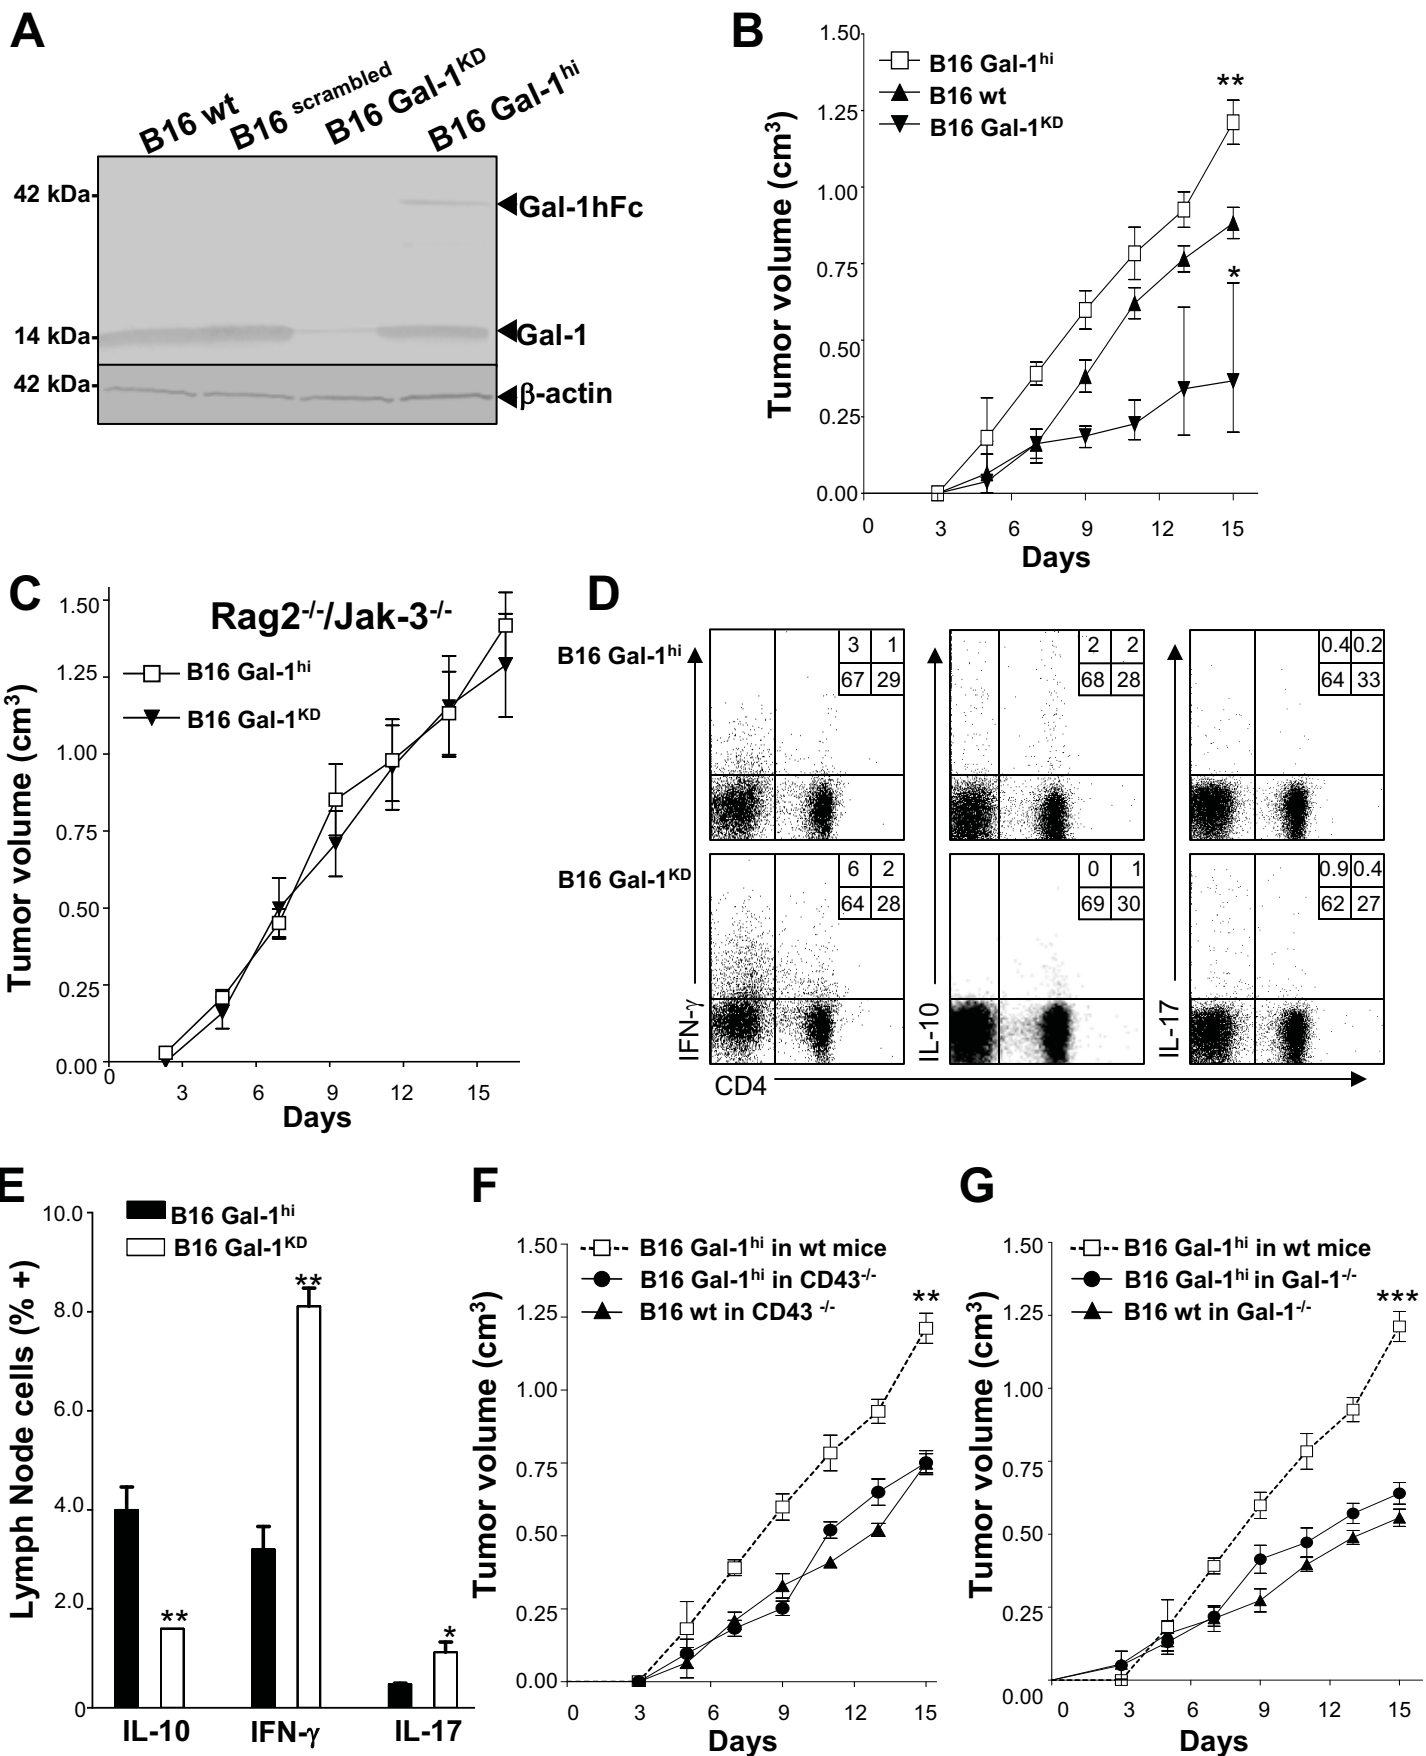 A
B16 wt
B16 scrambled
B16 Gal-1KD
B16 Gal-1hi
42 kDa-
Gal-1hFc
14 kDa-
Gal-1
42 kDa-
β-actin
B
B16 Gal-1hi
B16 wt
B16 Gal-1KD
**
*
1.50
1.25
1.00
0.75
0.50
0.25
0.00
Tumor volume (cm3)
0 3 6 9 12 15
Days
C
Rag2-/-/Jak-3-/-
B16 Gal-1hi
B16 Gal-1KD
1.50
1.25
1.00
0.75
0.50
0.25
0.00
Tumor volume (cm3)
0 3 6 9 12 15
Days
D
B16 Gal-1hi
3 1
67 29
2 2
68 28
0.4 0.2
64 33
B16 Gal-1KD
6 2
64 28
0 1
69 30
0.9 0.4
62 27
IFN-γ
IL-10
IL-17
CD4
E
B16 Gal-1hi
B16 Gal-1KD
10.0
8.0
6.0
4.0
2.0
0
Lymph Node cells (% +)
**
**
*
IL-10 IFN-γ IL-17
F
B16 Gal-1hi in wt mice
B16 Gal-1hi in CD43-/-
B16 wt in CD43 -/-
**
1.50
1.25
1.00
0.75
0.50
0.25
0.00
Tumor volume (cm3)
0 3 6 9 12 15
Days
G
B16 Gal-1hi in wt mice
B16 Gal-1hi in Gal-1-/-
B16 wt in Gal-1-/-
***
1.50
1.25
1.00
0.75
0.50
0.25
0.00
Tumor volume (cm3)
0 3 6 9 12 15
Days